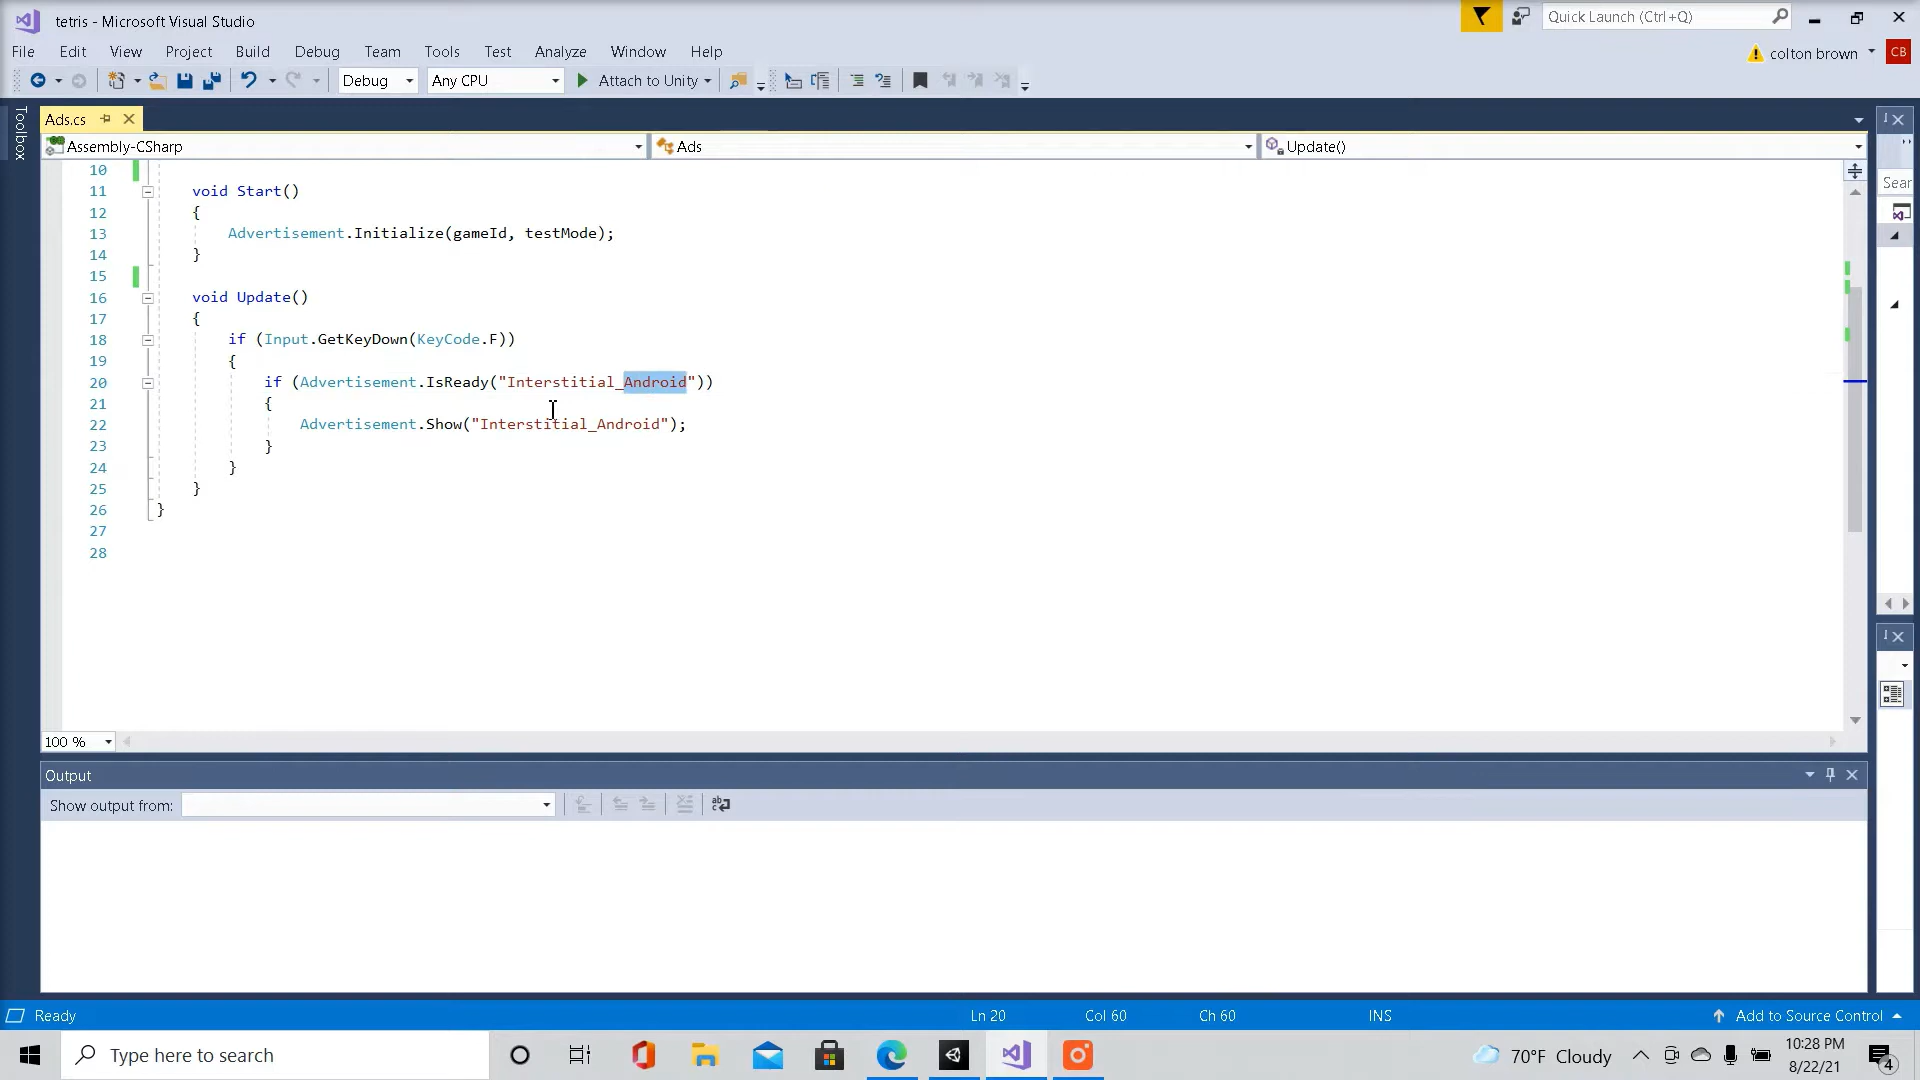 tetris - Microsoft Visual Studio
Quick Launch (Ctrl+Q)
File Edit View Project Build Debug Team Tools Test Analyze Window Help
colton brown CB
Debug Any CPU Attach to Unity
Toolbox
Ads.cs
Assembly-CSharp Ads Update()
Sear
10
11 void Start()
12 {
13 Advertisement.Initialize(gameId, testMode);
14 }
15
16 void Update()
17 {
18 if (Input.GetKeyDown(KeyCode.F))
19 {
20 if (Advertisement.IsReady("Interstitial_Android"))
21 {
22 Advertisement.Show("Interstitial_Android");
23 }
24 }
25 }
26 }
27
28
100 %
Output
Show output from:
Ready Ln 20 Col 60 Ch 60 INS Add to Source Control
Type here to search
70°F Cloudy
10:28 PM
8/22/21
4